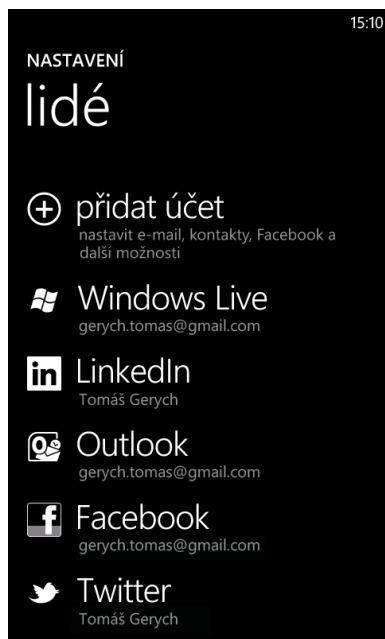 15:10
NASTAVENÍ
lidé
přidat účet
nastavit e-mail, kontakty, Facebook a
další možnosti
Windows Live
gerych.tomas@gmail.com
in LinkedIn
Tomáš Gerych
Outlook
gerych.tomas@gmail.com
f Facebook
gerych.tomas@gmail.com
Twitter
Tomáš Gerych